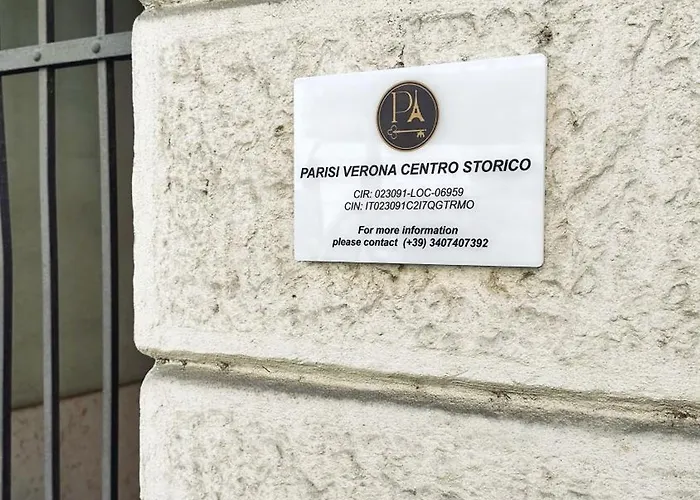 PA
PARISI VERONA CENTRO STORICO
CIR: 023091-LOC-06959
CIN: IT023091C2I7QGTRMO
For more information
please contact (+39) 3407407392